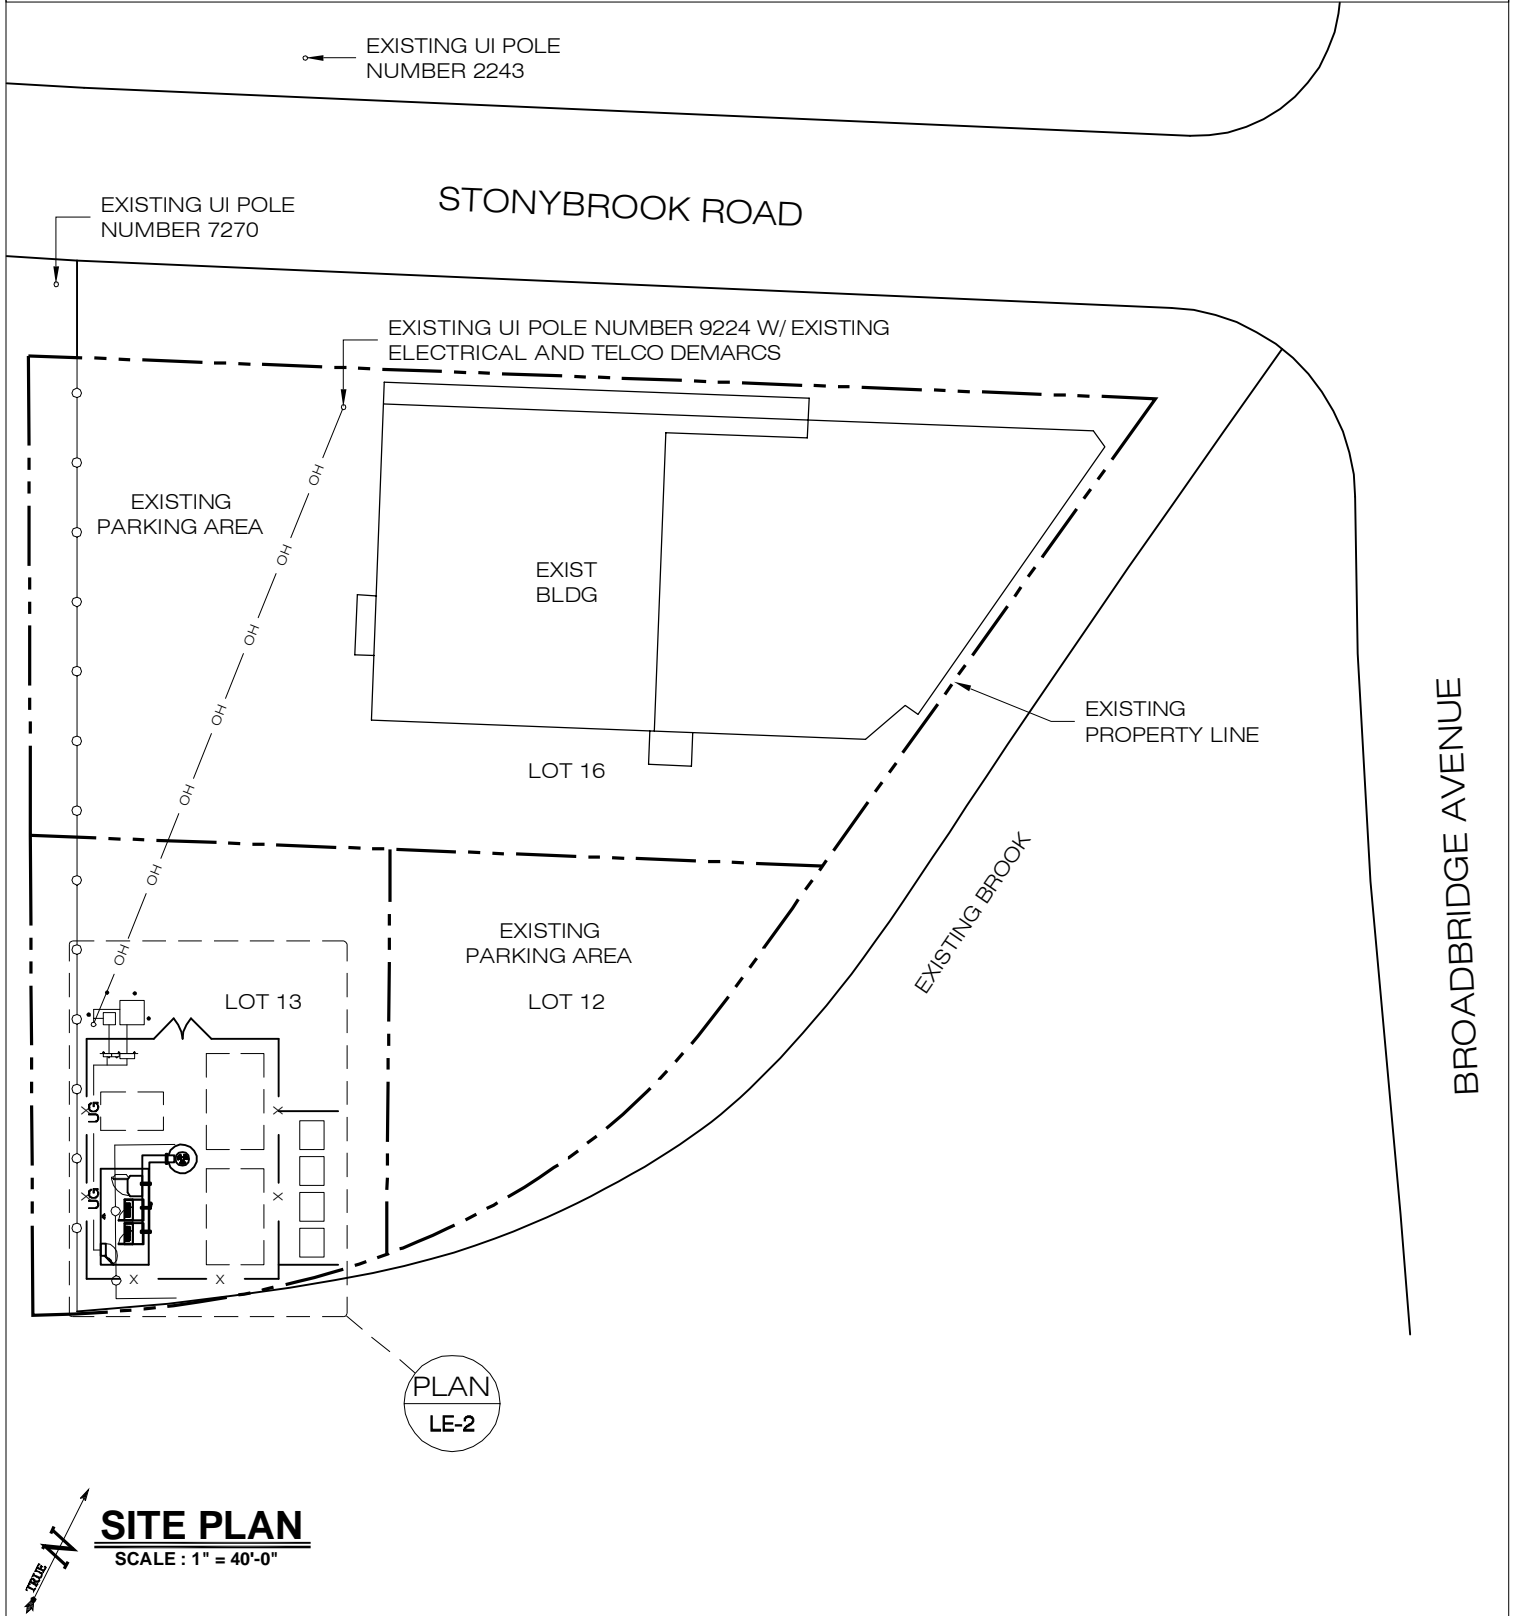 EXISTING UI POLE
NUMBER 2243
STONYBROOK ROAD
EXISTING UI POLE
NUMBER 7270
EXISTING UI POLE NUMBER 9224 W/ EXISTING
ELECTRICAL AND TELCO DEMARCS
OH
EXISTING
PARKING AREA
OH
EXIST
BLDG
OH
OH
EXISTING
PROPERTY LINE
BROADBRIDGE AVENUE
LOT 16
OH
EXISTING BROOK
OH
EXISTING
PARKING AREA
OH
LOT 13
LOT 12
X
UG
X
X
UG
X
X
X
PLAN
LE-2
TRUE
N
SITE PLAN
SCALE : 1" = 40'-0"